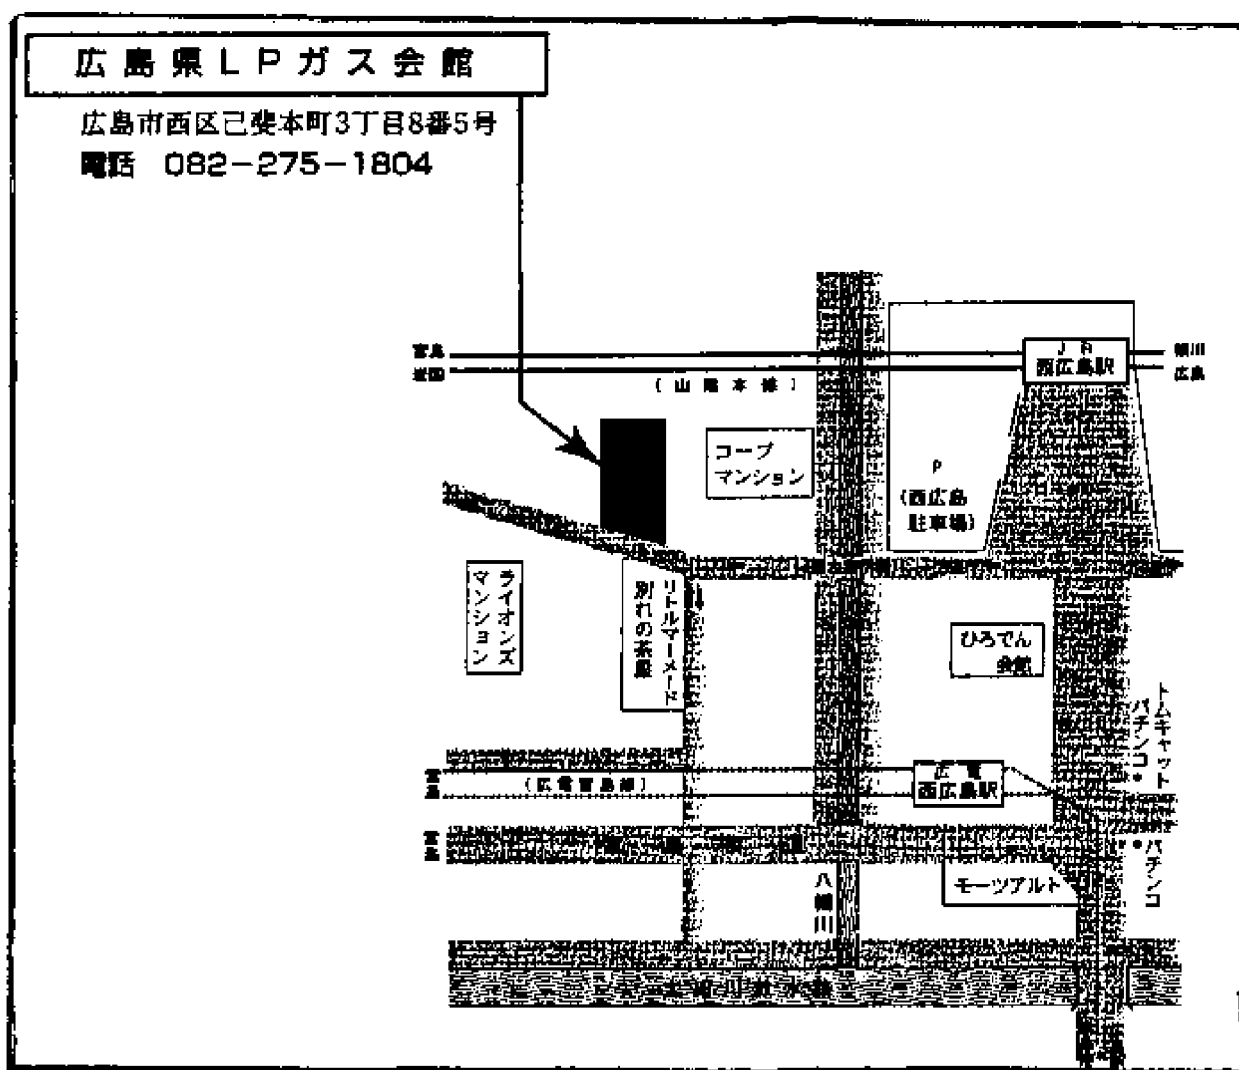 広島県LPガス会館
広島市西区己斐本町3丁目8番5号
電話 082-275-1804
宮島
岩国
(山陽本線)
JR
西広島駅
横川
広島
コープ
マンション
P
(西広島
駐車場)
ライオンズ
マンション
リトルマーメード
別れの茶屋
ひろでん
会館
トムキャット
パチンコ
宮島
(広電宮島線)
広電
西広島駅
宮島
パチンコ
モーツアルト
八幡川
太田川放水路